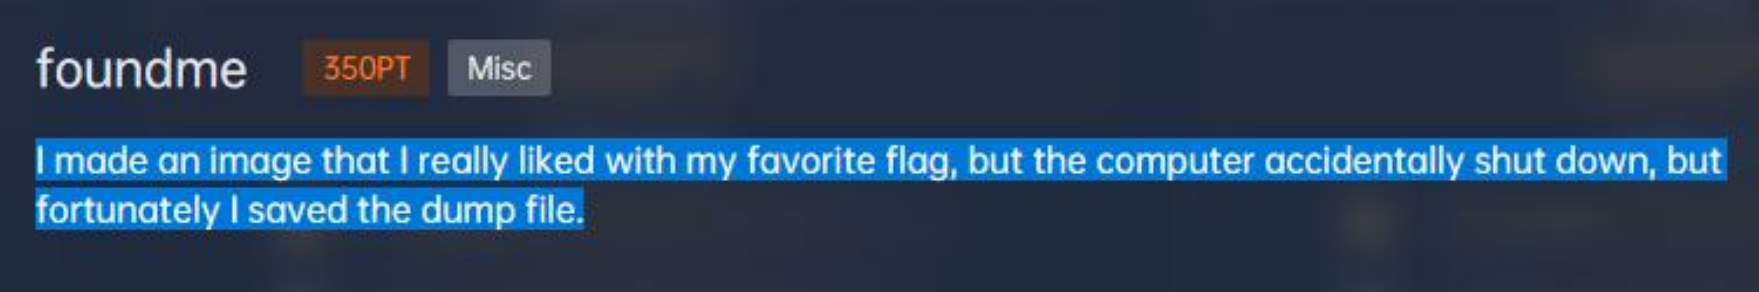 foundme 350PT Misc
I made an image that I really liked with my favorite flag, but the computer accidentally shut down, but
fortunately I saved the dump file.